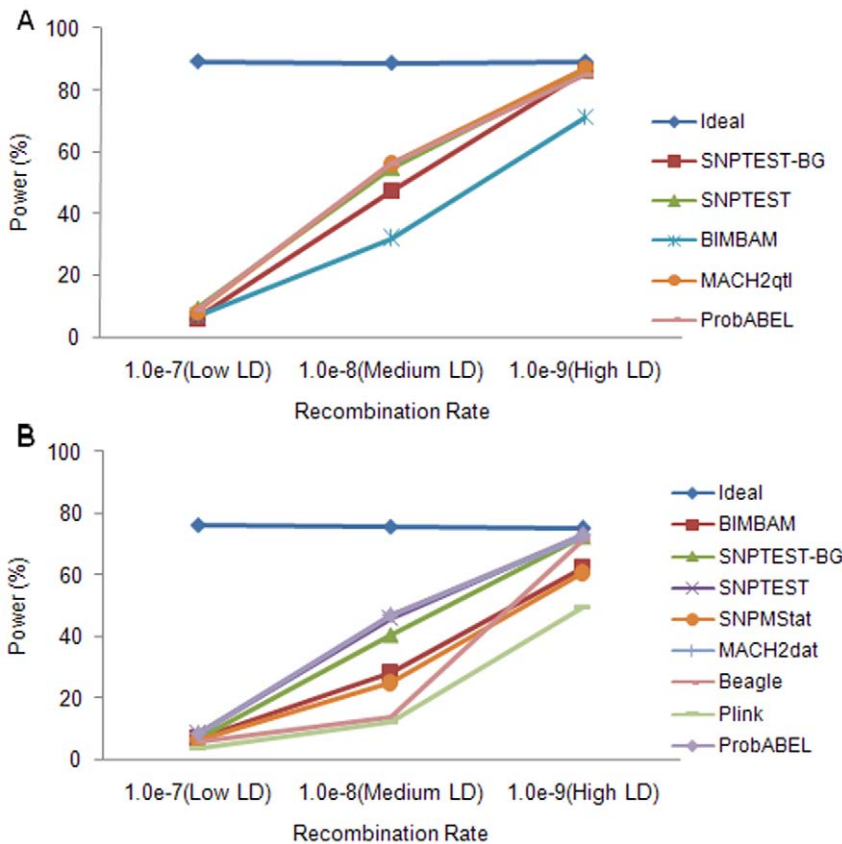 A
100
80
60
40
20
0
Power (%)
1.0e-7(Low LD) 1.0e-8(Medium LD) 1.0e-9(High LD)
Recombination Rate
Ideal
SNPTEST-BG
SNPTEST
BIMBAM
MACH2qtl
ProbABEL
B
100
80
60
40
20
0
Power (%)
1.0e-7(Low LD) 1.0e-8(Medium LD) 1.0e-9(High LD)
Recombination Rate
Ideal
BIMBAM
SNPTEST-BG
SNPTEST
SNPMStat
MACH2dat
Beagle
Plink
ProbABEL